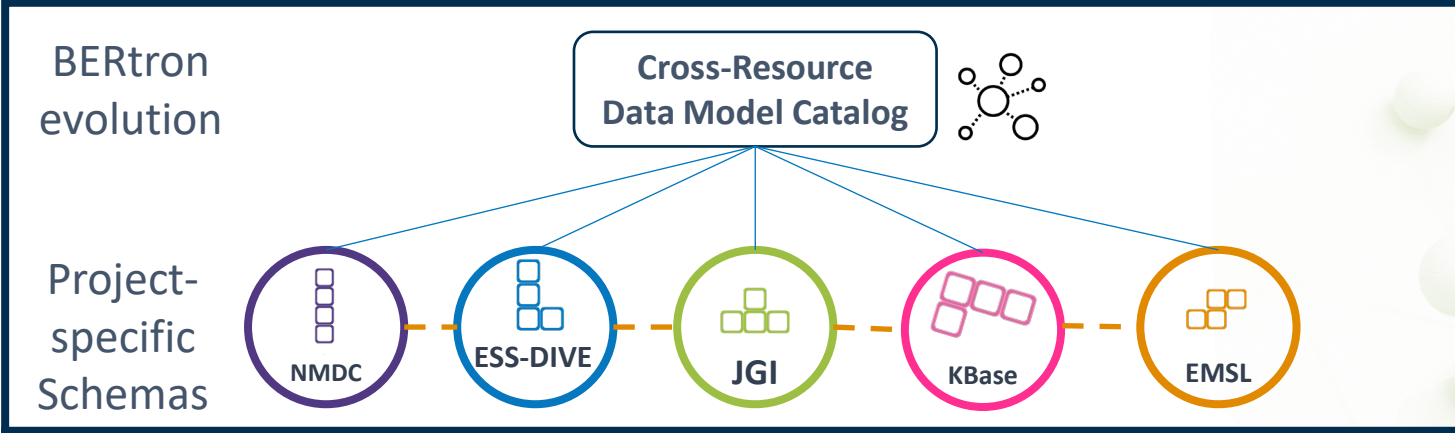 BERtron
evolution
Cross-Resource
Data Model Catalog
Project-
specific
Schemas
NMDC
ESS-DIVE
JGI
KBase
EMSL